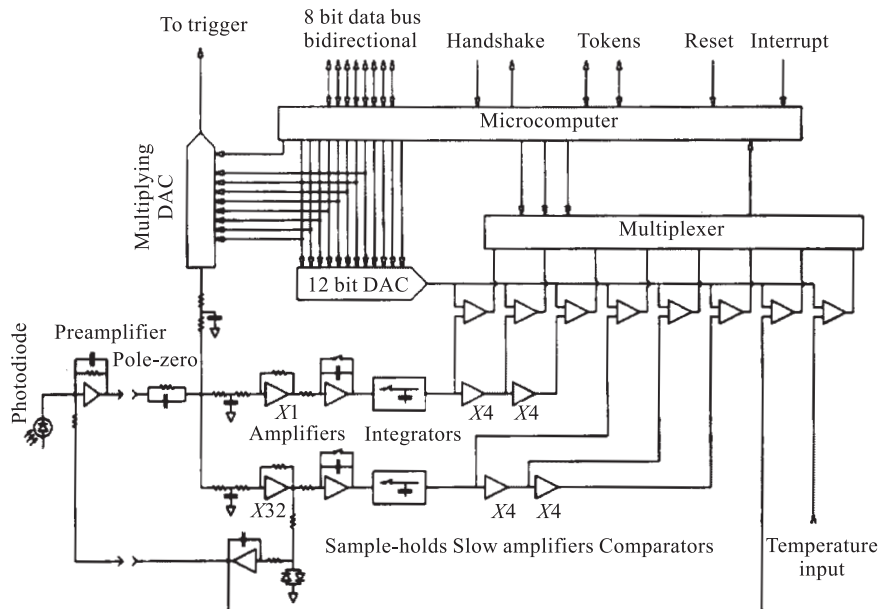 To trigger
8 bit data bus
bidirectional
Handshake
Tokens
Reset
Interrupt
Microcomputer
Multiplying
DAC
Multiplexer
12 bit DAC
Preamplifier
Pole-zero
Photodiode
X1
X4
X4
Amplifiers
Integrators
X32
X4
X4
Sample-holds Slow amplifiers Comparators
Temperature
input